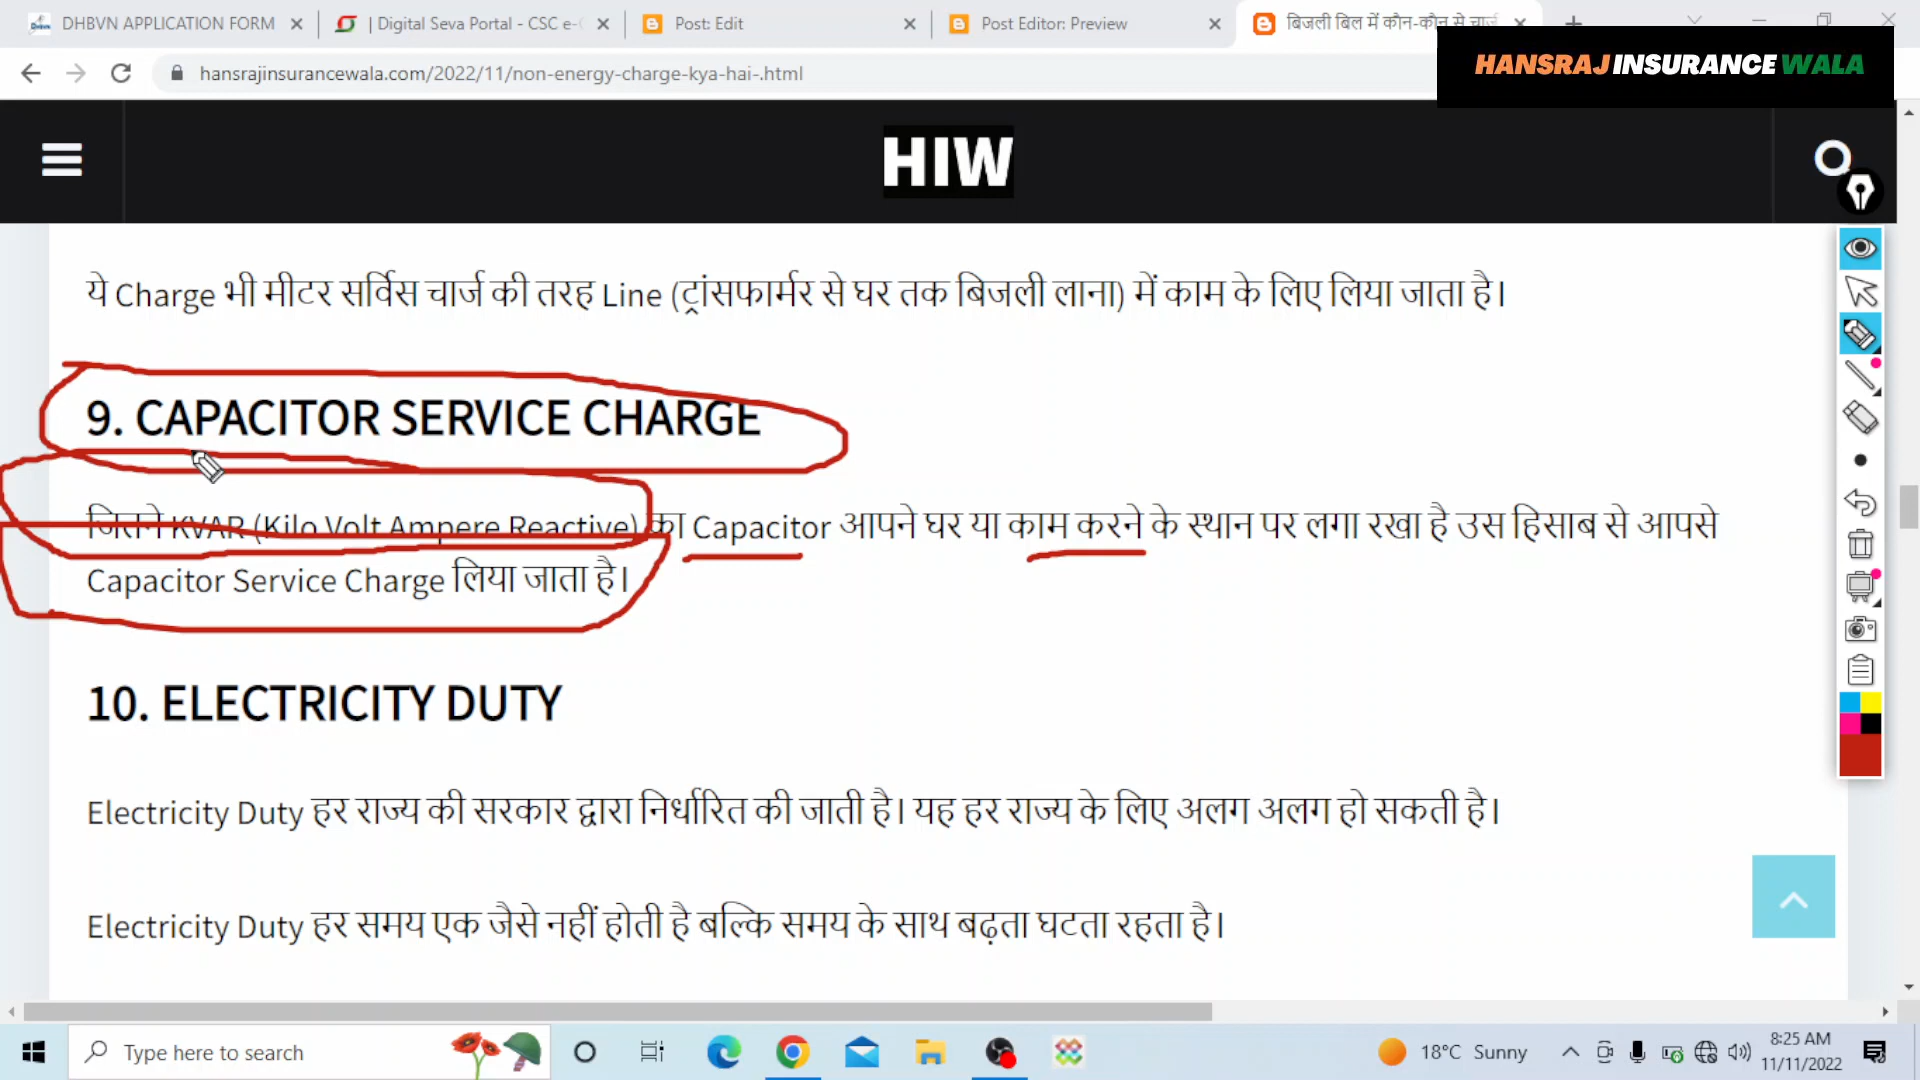 DHBVN APPLICATION FORM
| Digital Seva Portal - CSC e-
Post: Edit
Post Editor: Preview
बिजली बिल में कौन-कौन से चार्ज
hansrajinsurancewala.com/2022/11/non-energy-charge-kya-hai-.html
HANSRAJ INSURANCE WALA
HIW
ये Charge भी मीटर सर्विस चार्ज की तरह Line (ट्रांसफार्मर से घर तक बिजली लाना) में काम के लिए लिया जाता है।
9. CAPACITOR SERVICE CHARGE
जितने KVAR (Kilo Volt Ampere Reactive) का Capacitor आपने घर या काम करने के स्थान पर लगा रखा है उस हिसाब से आपसे
Capacitor Service Charge लिया जाता है।
10. ELECTRICITY DUTY
Electricity Duty हर राज्य की सरकार द्वारा निर्धारित की जाती है। यह हर राज्य के लिए अलग अलग हो सकती है।
Electricity Duty हर समय एक जैसे नहीं होती है बल्कि समय के साथ बढ़ता घटता रहता है।
Type here to search
18°C Sunny
8:25 AM
11/11/2022